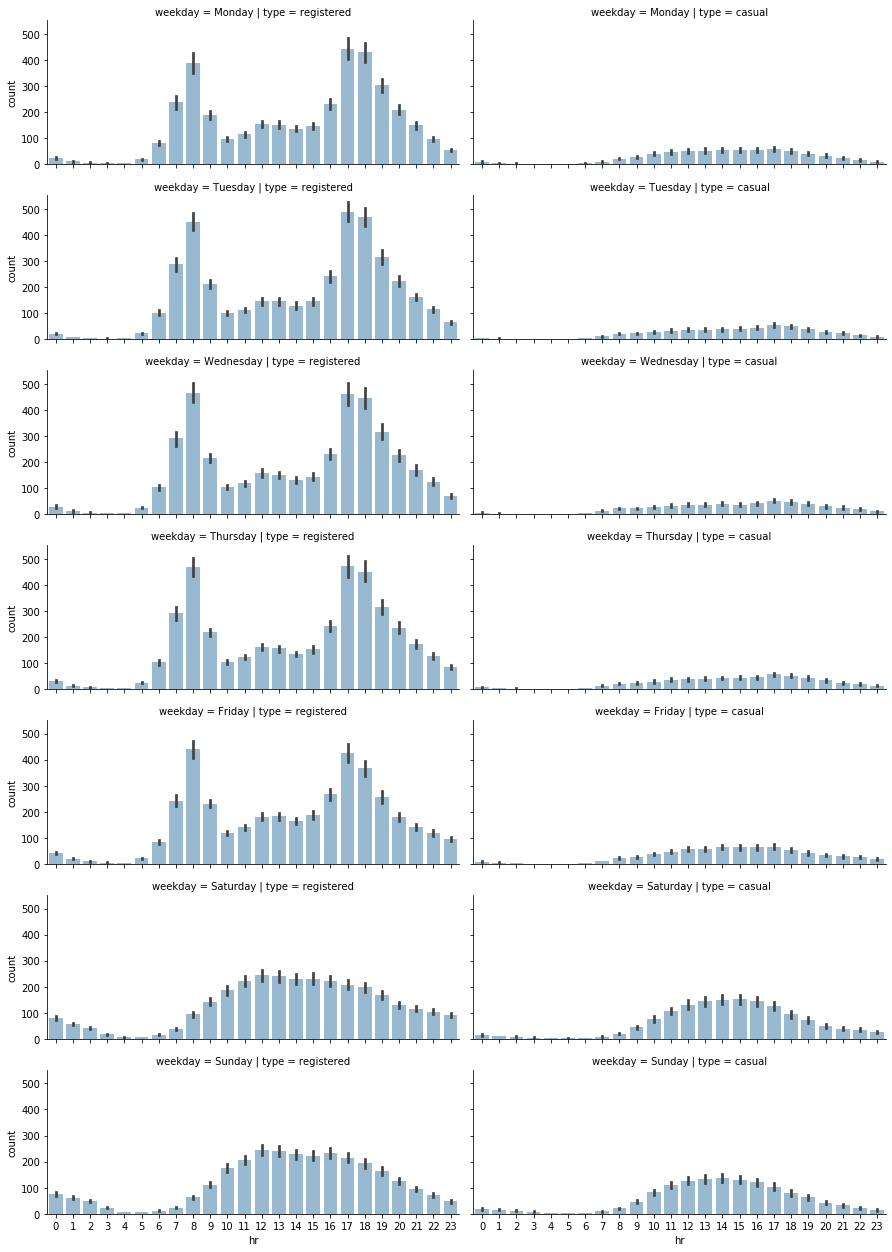 weekday = Monday | type = registered
weekday = Monday | type = casual
500
400
300
200
100
0
count
weekday = Tuesday | type = registered
weekday = Tuesday | type = casual
500
400
300
200
100
0
count
weekday = Wednesday | type = registered
weekday = Wednesday | type = casual
500
400
300
200
100
0
count
weekday = Thursday | type = registered
weekday = Thursday | type = casual
500
400
300
200
100
0
count
weekday = Friday | type = registered
weekday = Friday | type = casual
500
400
300
200
100
0
count
weekday = Saturday | type = registered
weekday = Saturday | type = casual
500
400
300
200
100
0
count
weekday = Sunday | type = registered
weekday = Sunday | type = casual
500
400
300
200
100
0
count
0 1 2 3 4 5 6 7 8 9 10 11 12 13 14 15 16 17 18 19 20 21 22 23
hr
0 1 2 3 4 5 6 7 8 9 10 11 12 13 14 15 16 17 18 19 20 21 22 23
hr